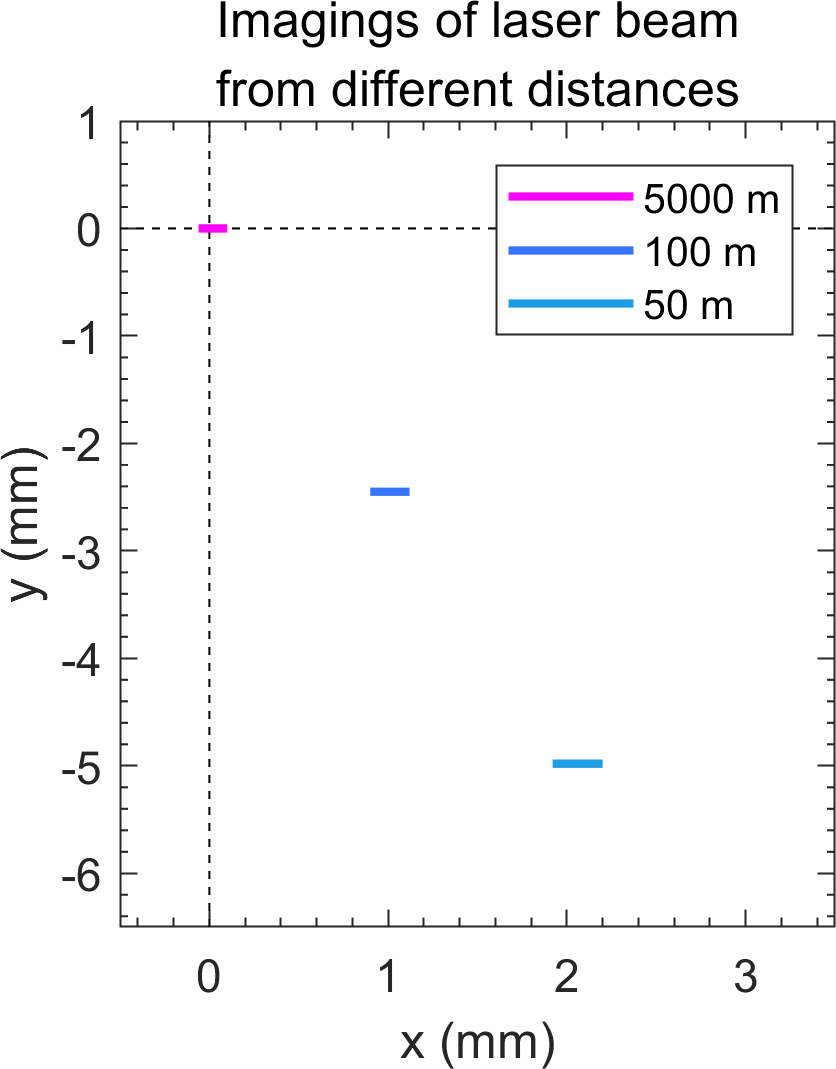 Imagings of laser beam
from different distances
1
0
-1
-2
-3
-4
-5
-6
y (mm)
5000 m
100 m
50 m
0 1 2 3
x (mm)